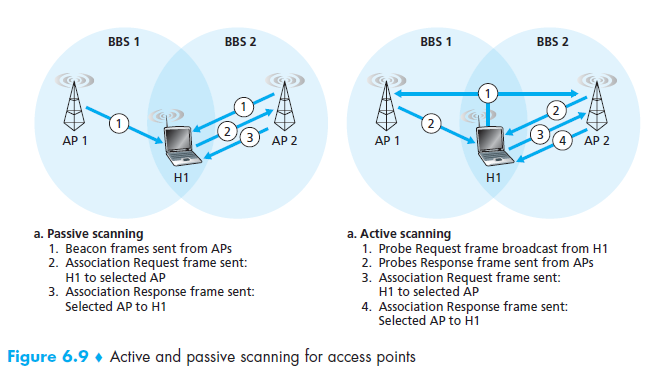 BBS 1
BBS 2
1
1
2
3
AP 1
AP 2
H1
a. Passive scanning
1. Beacon frames sent from APs
2. Association Request frame sent:
H1 to selected AP
3. Association Response frame sent:
Selected AP to H1
BBS 1
BBS 2
1
2
2
3
4
AP 1
AP 2
H1
a. Active scanning
1. Probe Request frame broadcast from H1
2. Probes Response frame sent from APs
3. Association Request frame sent:
H1 to selected AP
4. Association Response frame sent:
Selected AP to H1
Figure 6.9 ♦ Active and passive scanning for access points